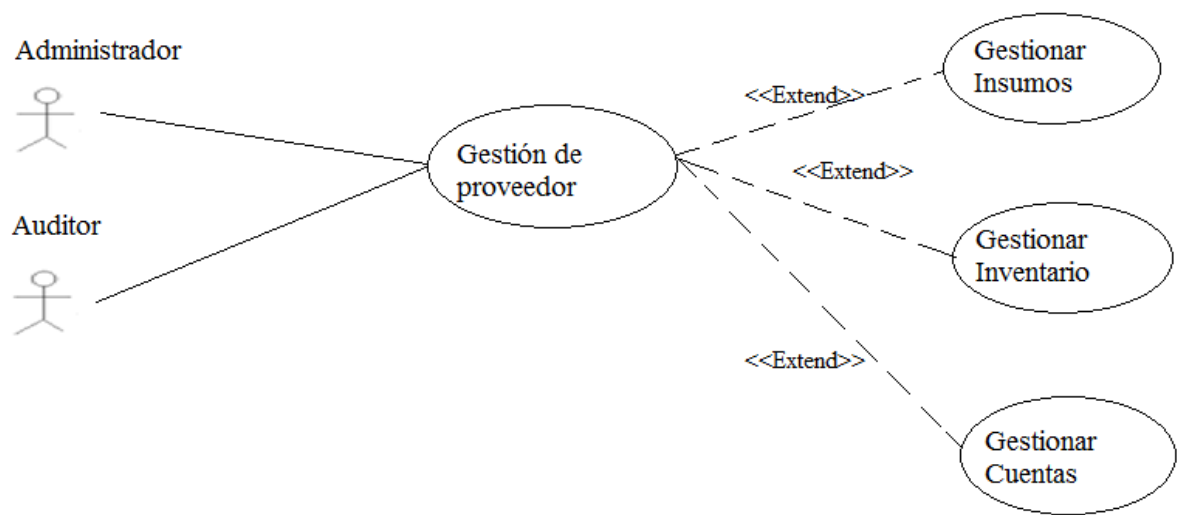 Administrador
Auditor
Gestión de
proveedor
<<Extend>>
<<Extend>>
<<Extend>>
Gestionar
Insumos
Gestionar
Inventario
Gestionar
Cuentas